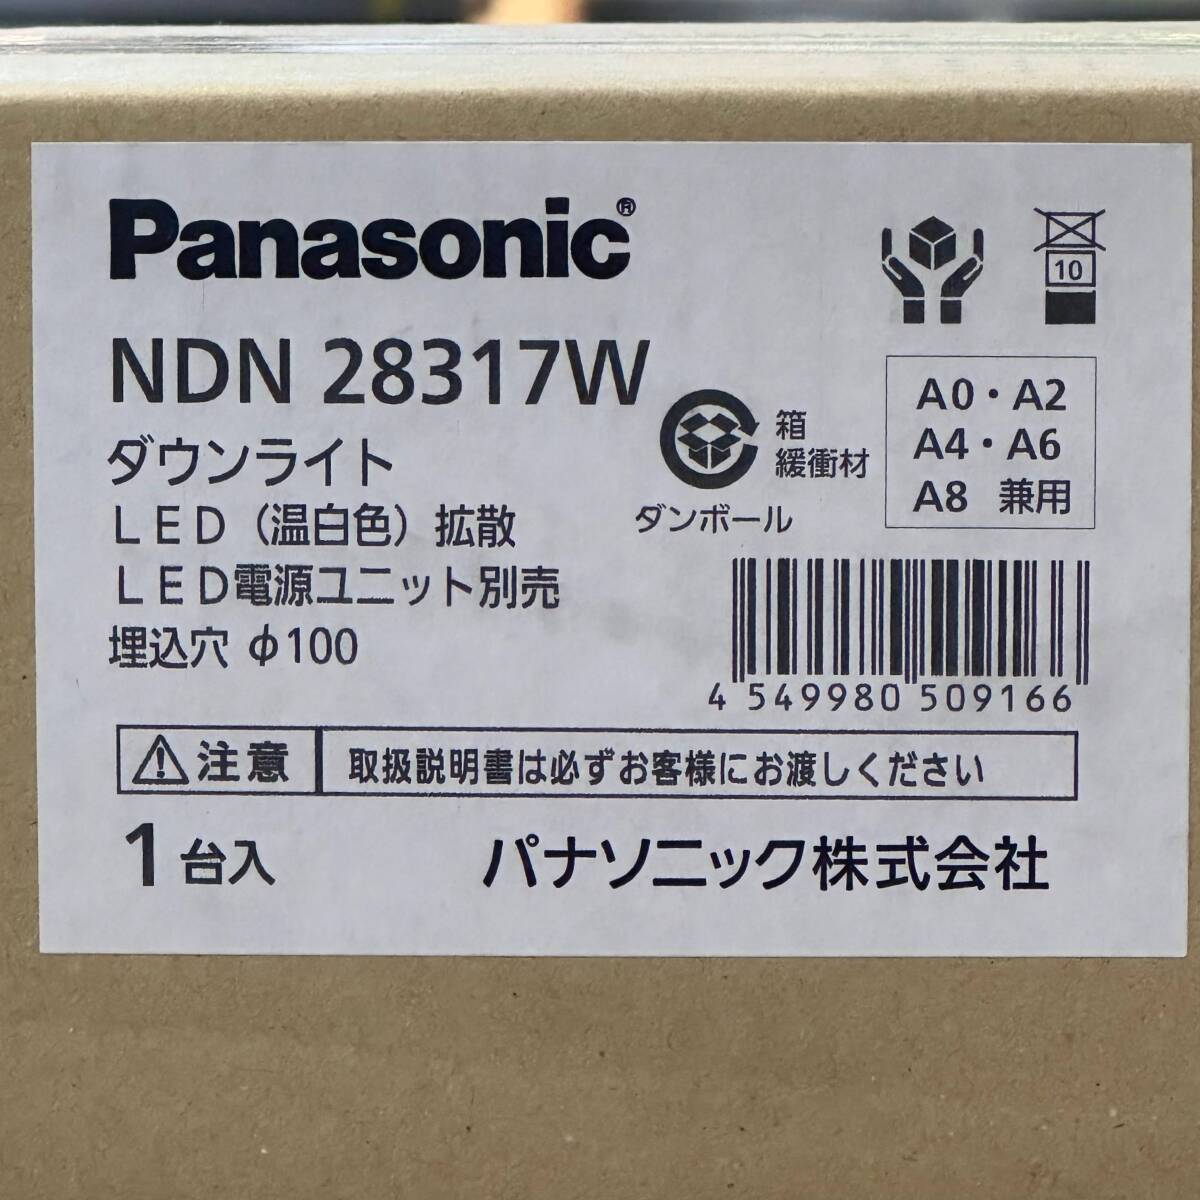 Panasonic®
NDN 28317W
ダウンライト
LED（温白色）拡散
LED電源ユニット別売
埋込穴 φ100
10
箱
緩衝材
ダンボール
A0・A2
A4・A6
A8 兼用
4 549980 509166
注意
取扱説明書は必ずお客様にお渡しください
1台入
パナソニック株式会社